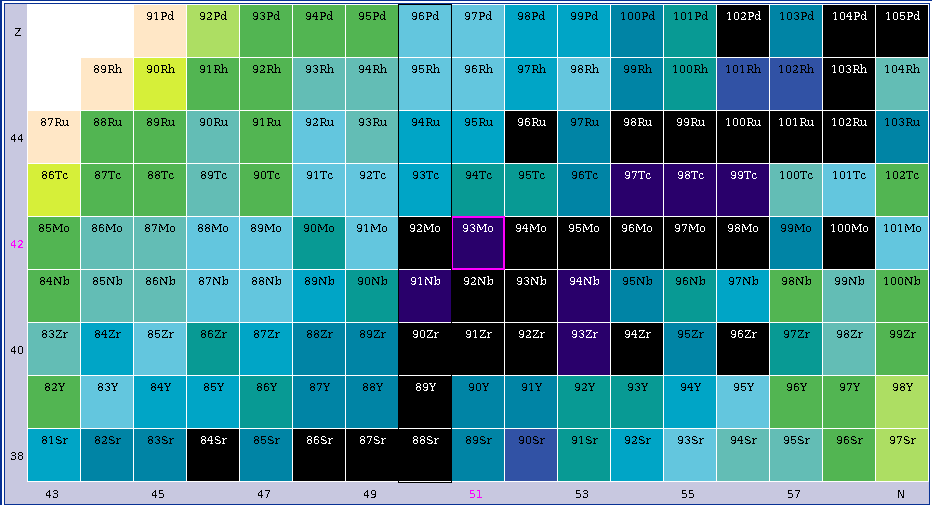 Z 91Pd 92Pd 93Pd 94Pd 95Pd 96Pd 97Pd 98Pd 99Pd 100Pd 101Pd 102Pd 103Pd 104Pd 105Pd
89Rh 90Rh 91Rh 92Rh 93Rh 94Rh 95Rh 96Rh 97Rh 98Rh 99Rh 100Rh 101Rh 102Rh 103Rh 104Rh
44 87Ru 88Ru 89Ru 90Ru 91Ru 92Ru 93Ru 94Ru 95Ru 96Ru 97Ru 98Ru 99Ru 100Ru 101Ru 102Ru 103Ru
86Tc 87Tc 88Tc 89Tc 90Tc 91Tc 92Tc 93Tc 94Tc 95Tc 96Tc 97Tc 98Tc 99Tc 100Tc 101Tc 102Tc
42 85Mo 86Mo 87Mo 88Mo 89Mo 90Mo 91Mo 92Mo 93Mo 94Mo 95Mo 96Mo 97Mo 98Mo 99Mo 100Mo 101Mo
84Nb 85Nb 86Nb 87Nb 88Nb 89Nb 90Nb 91Nb 92Nb 93Nb 94Nb 95Nb 96Nb 97Nb 98Nb 99Nb 100Nb
40 83Zr 84Zr 85Zr 86Zr 87Zr 88Zr 89Zr 90Zr 91Zr 92Zr 93Zr 94Zr 95Zr 96Zr 97Zr 98Zr 99Zr
82Y 83Y 84Y 85Y 86Y 87Y 88Y 89Y 90Y 91Y 92Y 93Y 94Y 95Y 96Y 97Y 98Y
38 81Sr 82Sr 83Sr 84Sr 85Sr 86Sr 87Sr 88Sr 89Sr 90Sr 91Sr 92Sr 93Sr 94Sr 95Sr 96Sr 97Sr
43 45 47 49 51 53 55 57 N